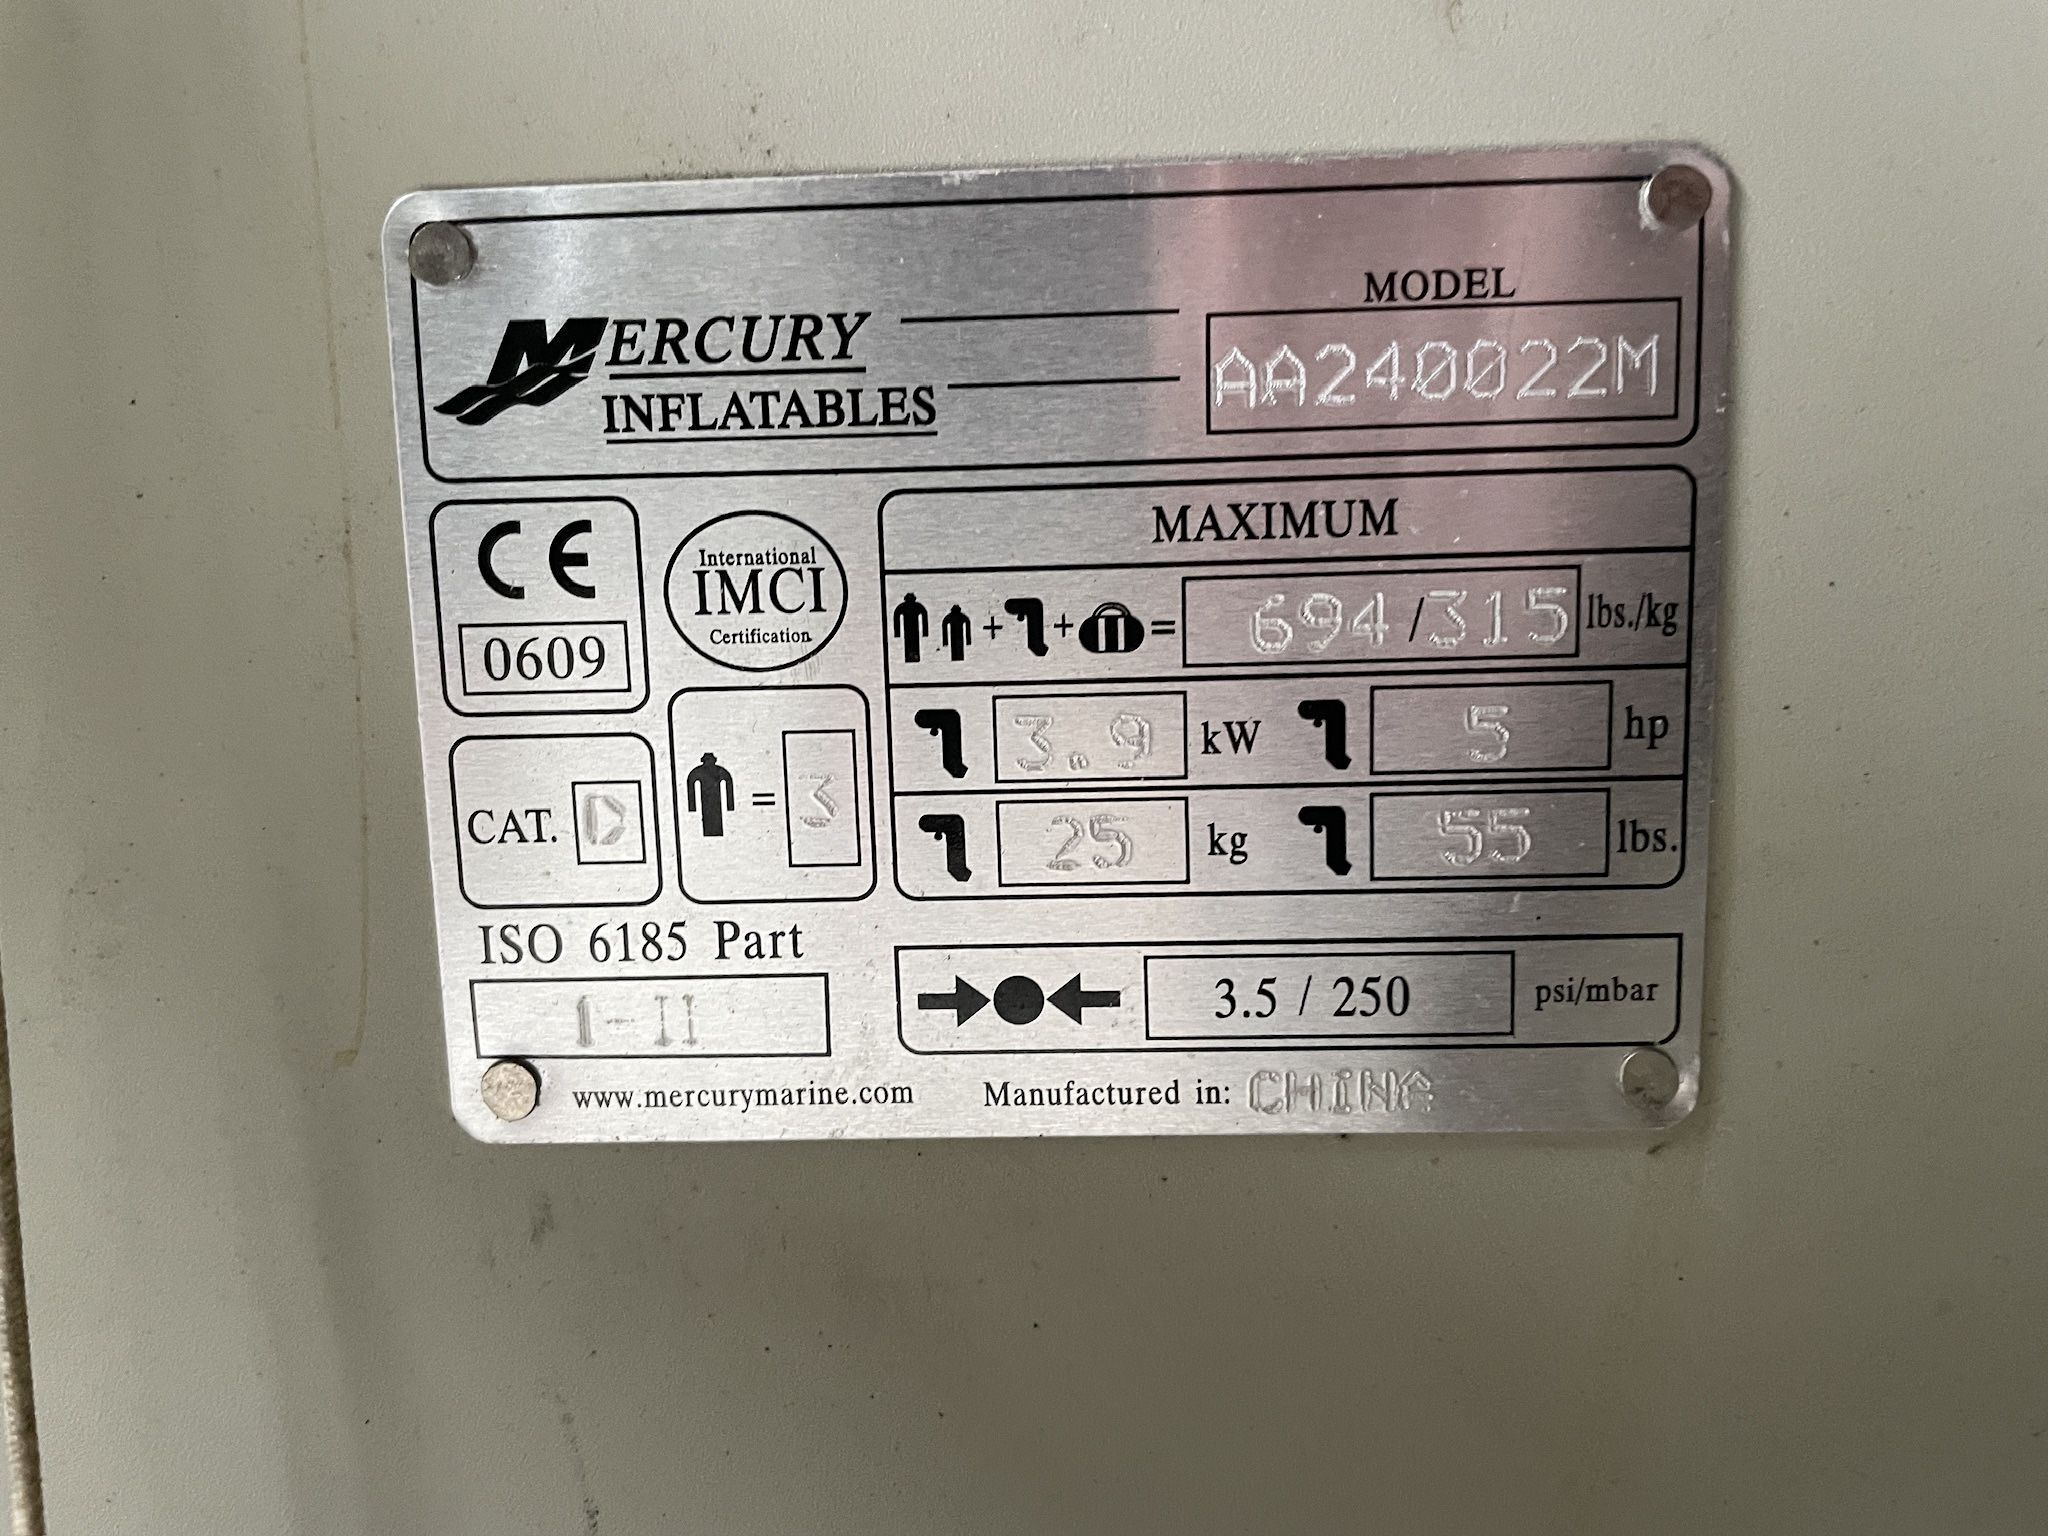 MODEL
MERCURY
INFLATABLES
AA240022M
CE
0609
International
IMCI
Certification
MAXIMUM
+ + = 694/315 lbs./kg
3.9 kW 5 hp
25 kg 55 lbs.
CAT. D
= 3
ISO 6185 Part
I-II
3.5 / 250 psi/mbar
www.mercurymarine.com Manufactured in: CHINA